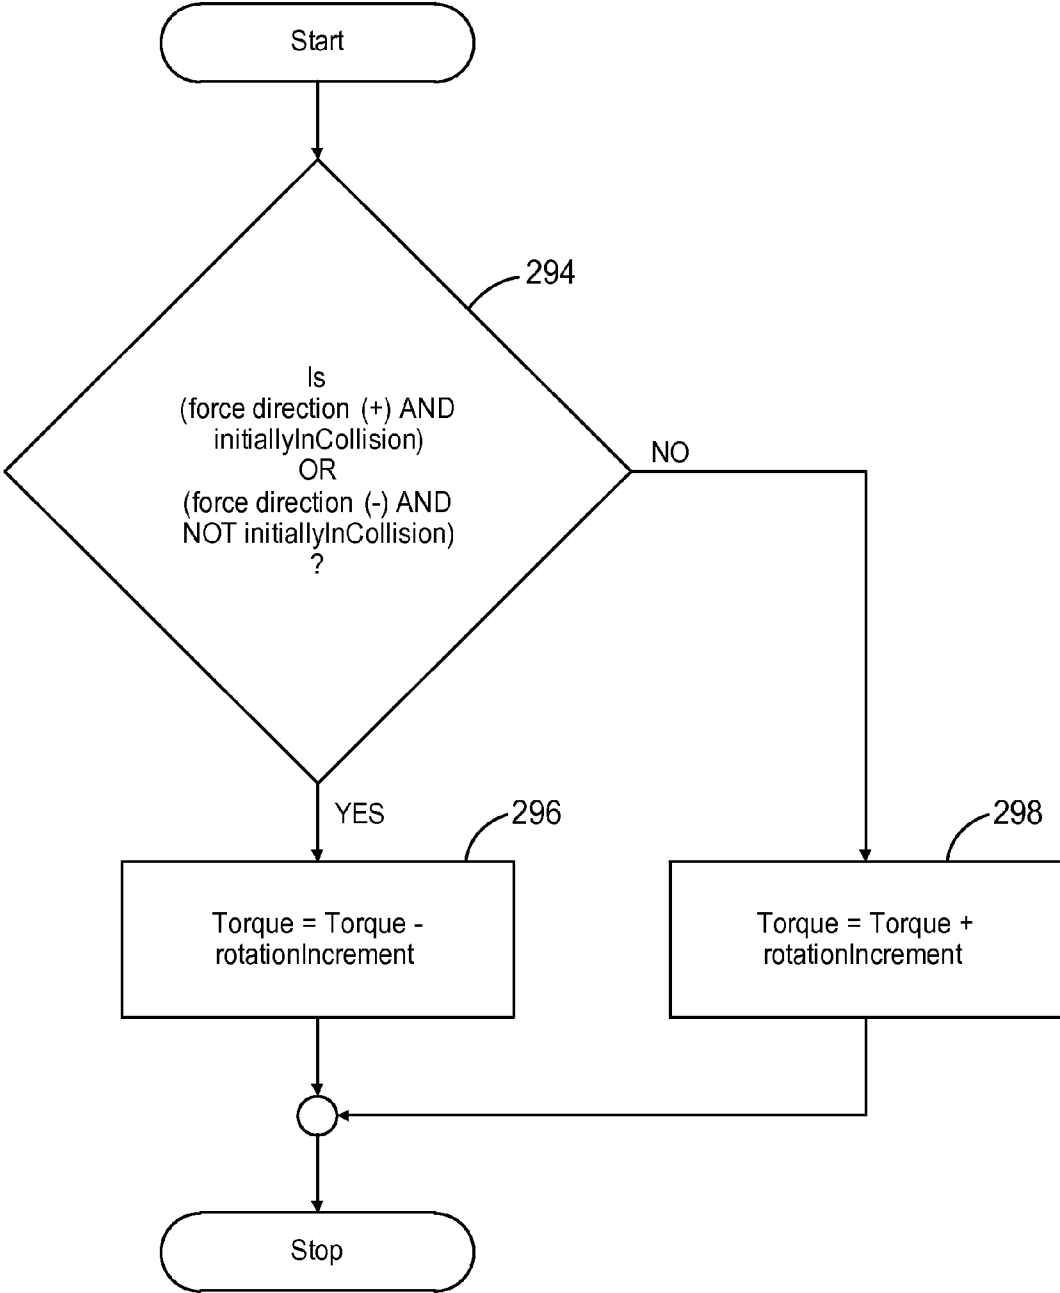 Start
294
Is
(force direction (+) AND
initiallyInCollision)
OR
(force direction (-) AND
NOT initiallyInCollision)
?
NO
YES
296
298
Torque = Torque -
rotationIncrement
Torque = Torque +
rotationIncrement
Stop